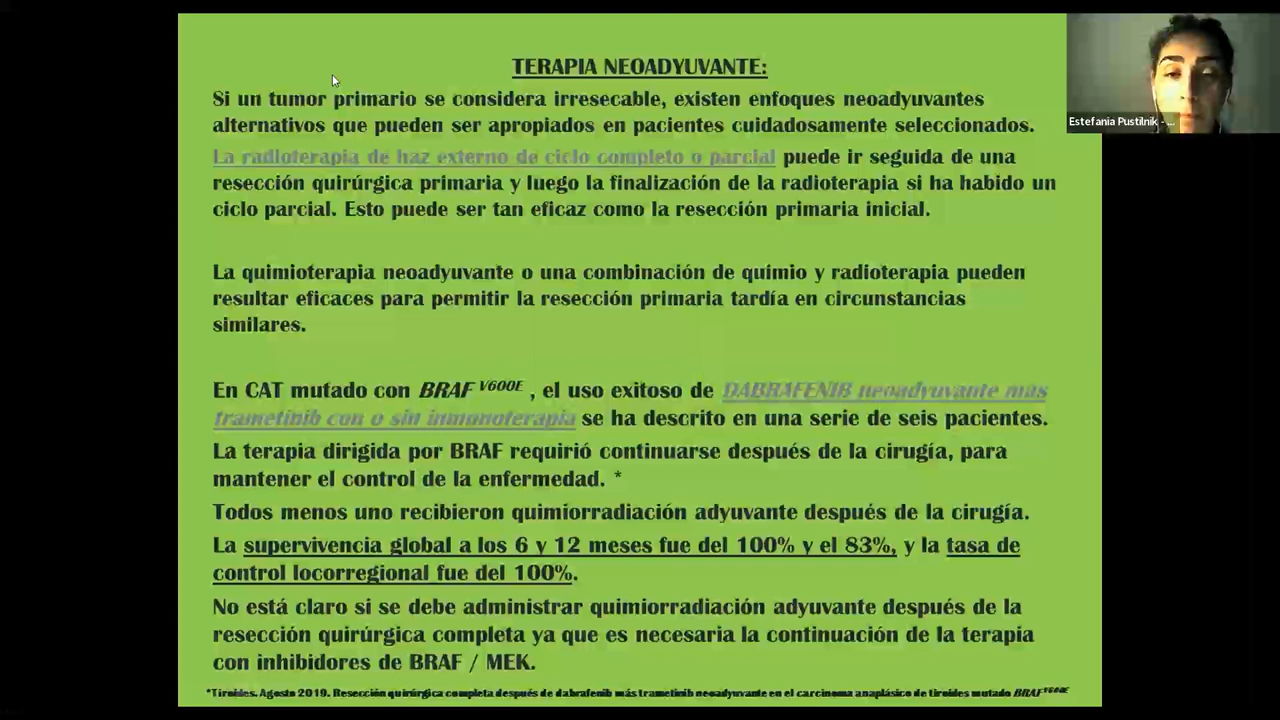 TERAPIA NEOADYUVANTE:
Si un tumor primario se considera irresecable, existen enfoques neoadyuvantes
alternativos que pueden ser apropiados en pacientes cuidadosamente seleccionados.
La radioterapia de haz externo de ciclo completo o parcial puede ir seguida de una
resección quirúrgica primaria y luego la finalización de la radioterapia si ha habido un
ciclo parcial. Esto puede ser tan eficaz como la resección primaria inicial.
La quimioterapia neoadyuvante o una combinación de quimio y radioterapia pueden
resultar eficaces para permitir la resección primaria tardía en circunstancias
similares.
En CAT mutado con BRAF V600E , el uso exitoso de DABRAFENIB neoadyuvante más
trametinib con o sin inmunoterapia se ha descrito en una serie de seis pacientes.
La terapia dirigida por BRAF requirió continuarse después de la cirugía, para
mantener el control de la enfermedad. *
Todos menos uno recibieron quimiorradiación adyuvante después de la cirugía.
La supervivencia global a los 6 y 12 meses fue del 100% y el 83%, y la tasa de
control locorregional fue del 100%.
No está claro si se debe administrar quimiorradiación adyuvante después de la
resección quirúrgica completa ya que es necesaria la continuación de la terapia
con inhibidores de BRAF / MEK.
*Tiroides. Agosto 2019. Resección quirúrgica completa después de dabrafenib más trametinib neoadyuvante en el carcinoma anaplásico de tiroides mutado BRAF V600E
Estefania Pustilnik - ...